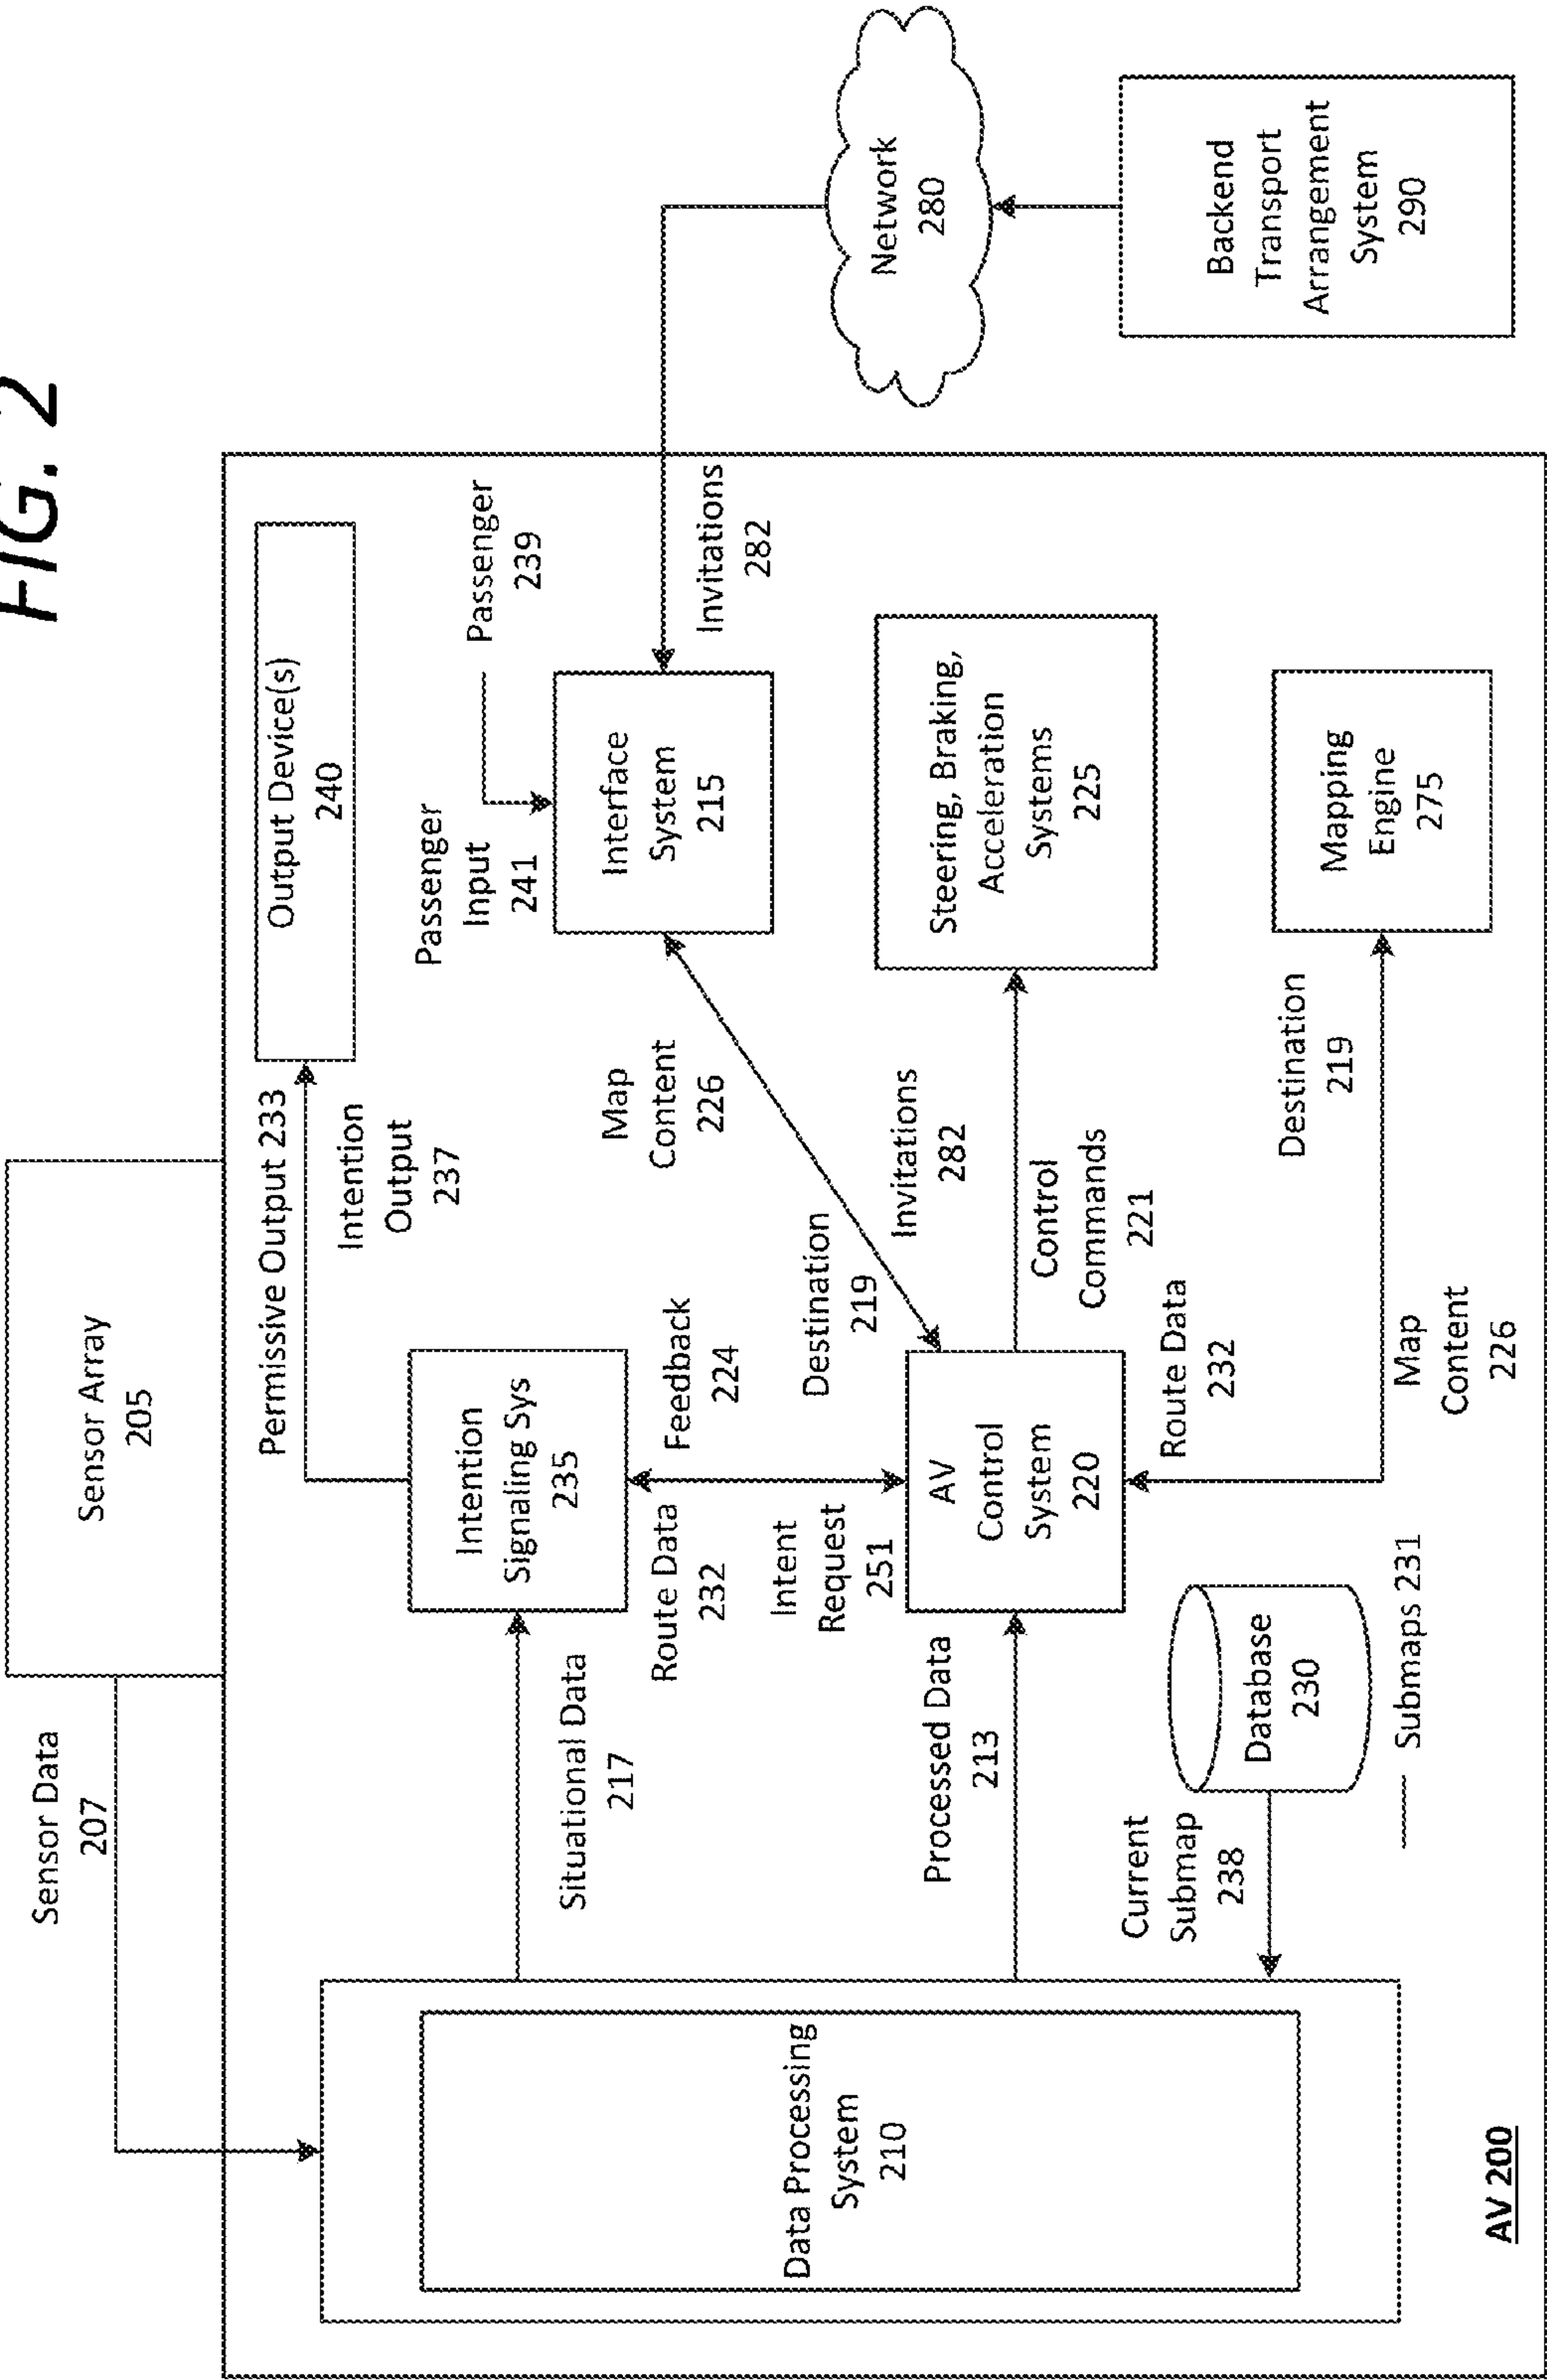 FIG. 2
Sensor Data
207
Sensor Array
205
Permissive Output 233
Intention
Output
237
Output Device(s)
240
Passenger
239
Passenger
Input
241
Intention
Signaling Sys
235
Situational Data
217
Feedback
224
Route Data
232
Intent
Request
251
Map
Content
226
Interface
System
215
Invitations
282
Network
280
Destination
219
Invitations
282
Data Processing
System
210
Processed Data
213
AV
Control
System
220
Control
Commands
221
Steering, Braking,
Acceleration
Systems
225
Backend
Transport
Arrangement
System
290
Current
Submap
238
Database
230
Submaps 231
Route Data
232
Map
Content
226
Destination
219
Mapping
Engine
275
AV 200